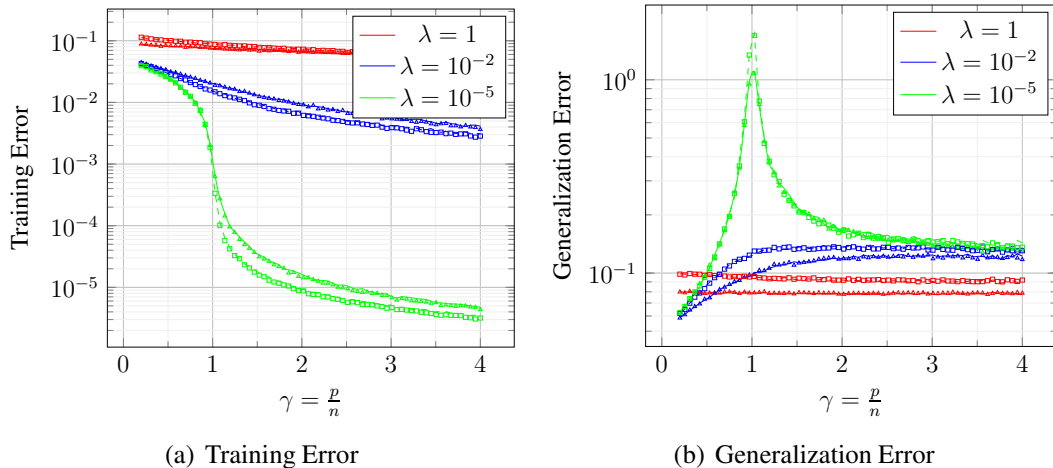 10⁻¹
10⁻²
10⁻³
10⁻⁴
10⁻⁵
0 1 2 3 4
Training Error
γ = p/n
λ = 1
λ = 10⁻²
λ = 10⁻⁵
(a) Training Error
10⁰
10⁻¹
0 1 2 3 4
Generalization Error
γ = p/n
λ = 1
λ = 10⁻²
λ = 10⁻⁵
(b) Generalization Error